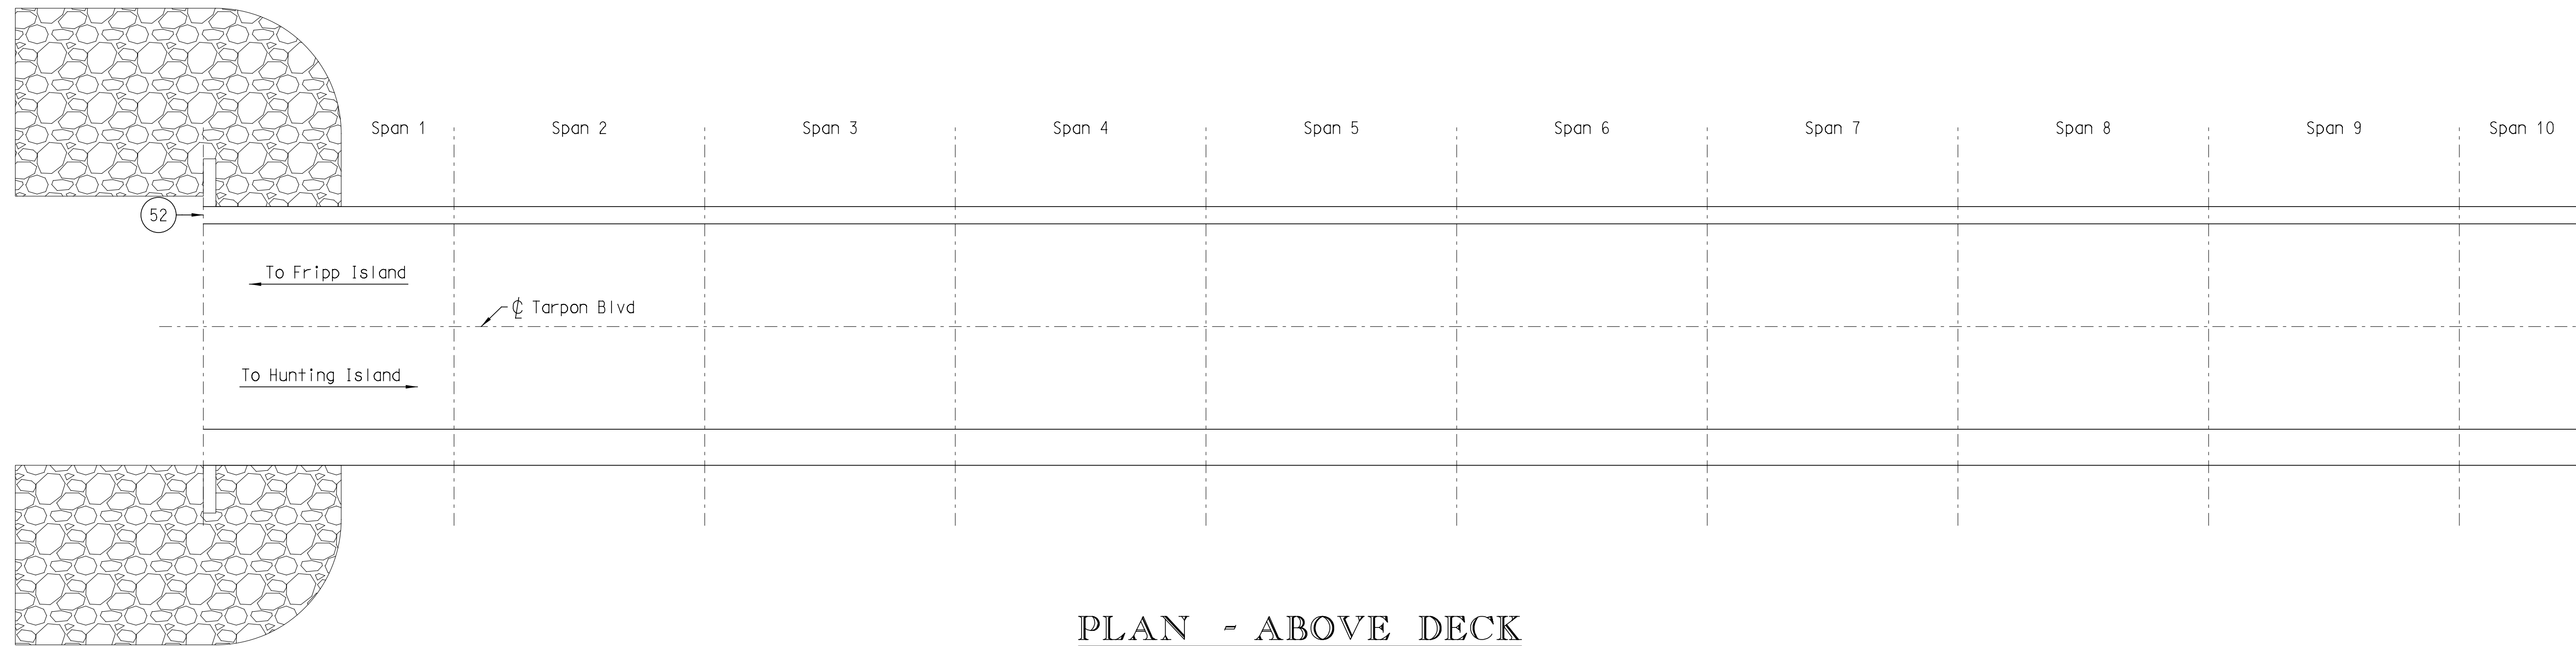 Span 1 Span 2 Span 3 Span 4 Span 5 Span 6 Span 7 Span 8 Span 9 Span 10
52
To Fripp Island
℄ Tarpon Blvd
To Hunting Island
PLAN - ABOVE DECK